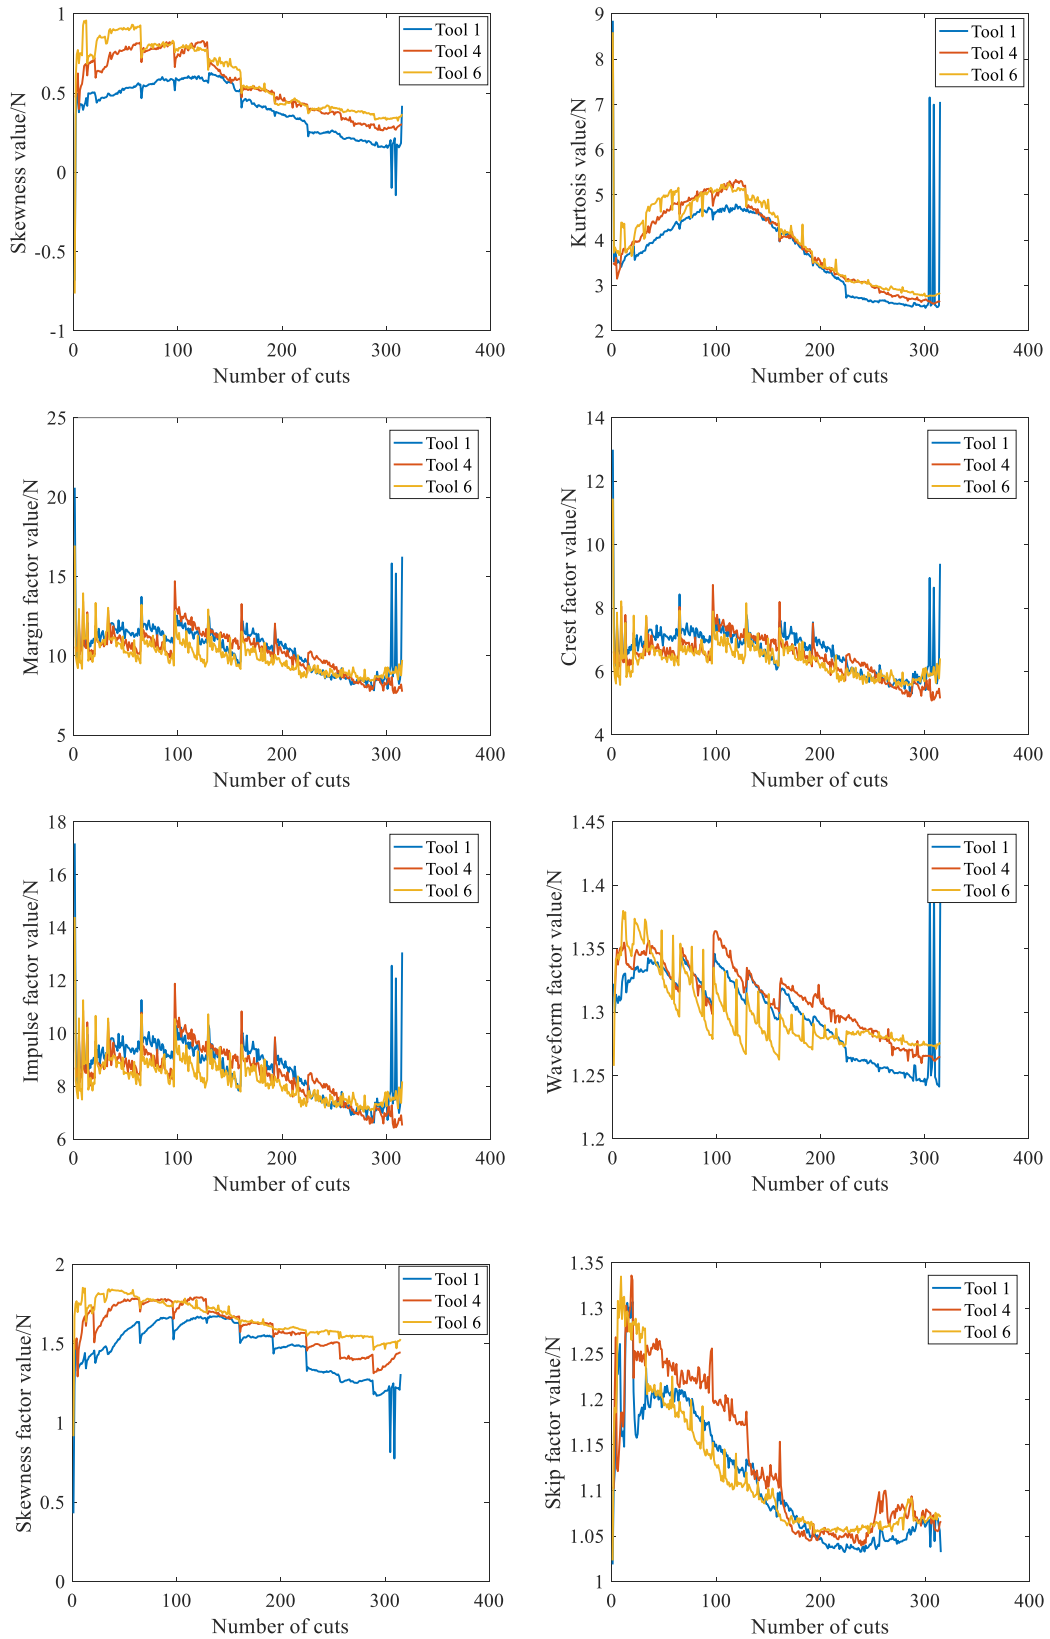 1
0.5
0
-0.5
-1
0
100
200
300
400
Skewness value/N
Number of cuts
Tool 1
Tool 4
Tool 6
9
8
7
6
5
4
3
2
0
100
200
300
400
Kurtosis value/N
Number of cuts
Tool 1
Tool 4
Tool 6
25
20
15
10
5
0
100
200
300
400
Margin factor value/N
Number of cuts
Tool 1
Tool 4
Tool 6
14
12
10
8
6
4
0
100
200
300
400
Crest factor value/N
Number of cuts
Tool 1
Tool 4
Tool 6
18
16
14
12
10
8
6
0
100
200
300
400
Impulse factor value/N
Number of cuts
Tool 1
Tool 4
Tool 6
1.45
1.4
1.35
1.3
1.25
1.2
0
100
200
300
400
Waveform factor value/N
Number of cuts
Tool 1
Tool 4
Tool 6
2
1.5
1
0.5
0
0
100
200
300
400
Skewness factor value/N
Number of cuts
Tool 1
Tool 4
Tool 6
1.35
1.3
1.25
1.2
1.15
1.1
1.05
1
0
100
200
300
400
Skip factor value/N
Number of cuts
Tool 1
Tool 4
Tool 6